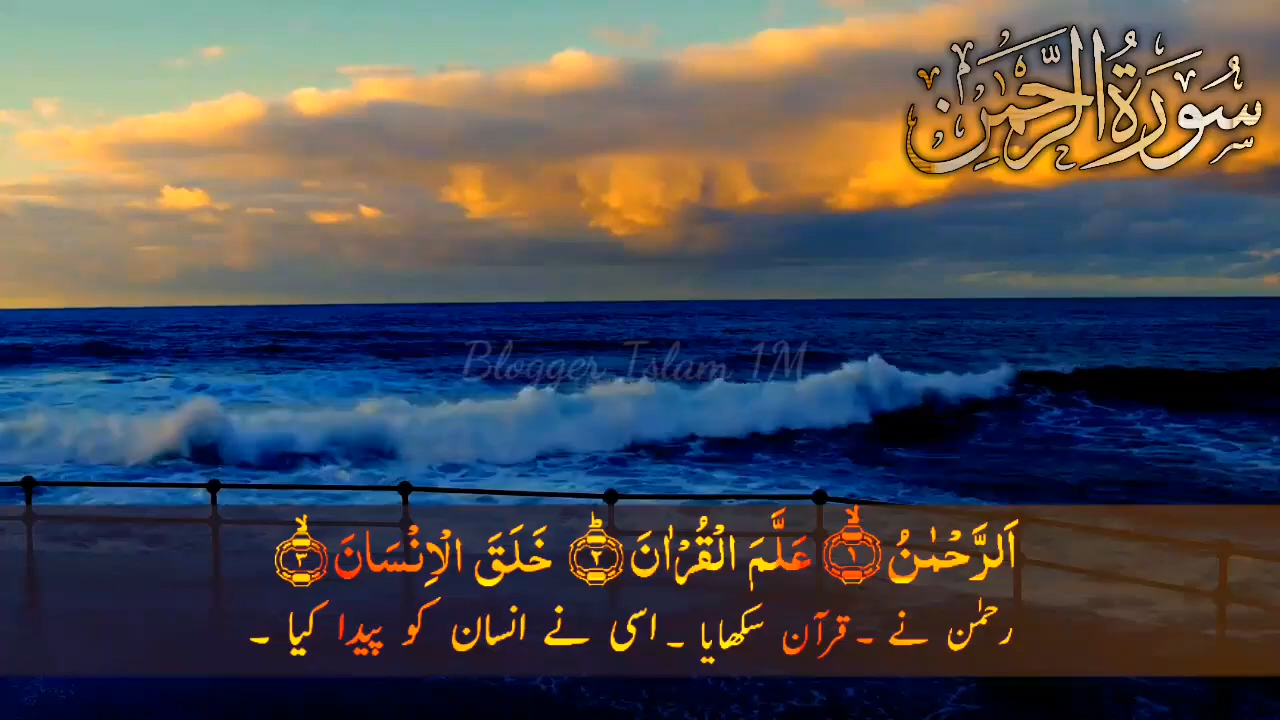 سُورَةُ الرَّحْمٰنِ
Blogger Islam 1M
اَلرَّحْمٰنُ ۙ﴿۱﴾ عَلَّمَ الْقُرْاٰنَ ؕ﴿۲﴾ خَلَقَ الْاِنْسَانَ ۙ﴿۳﴾
رحمٰن نے ۔ قرآن سکھایا ۔ اسی نے انسان کو پیدا کیا ۔